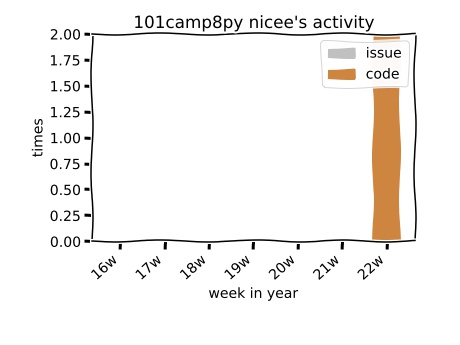 101camp8py nicee's activity
2.00
1.75
1.50
1.25
1.00
0.75
0.50
0.25
0.00
times
issue
code
16w
17w
18w
19w
20w
21w
22w
week in year